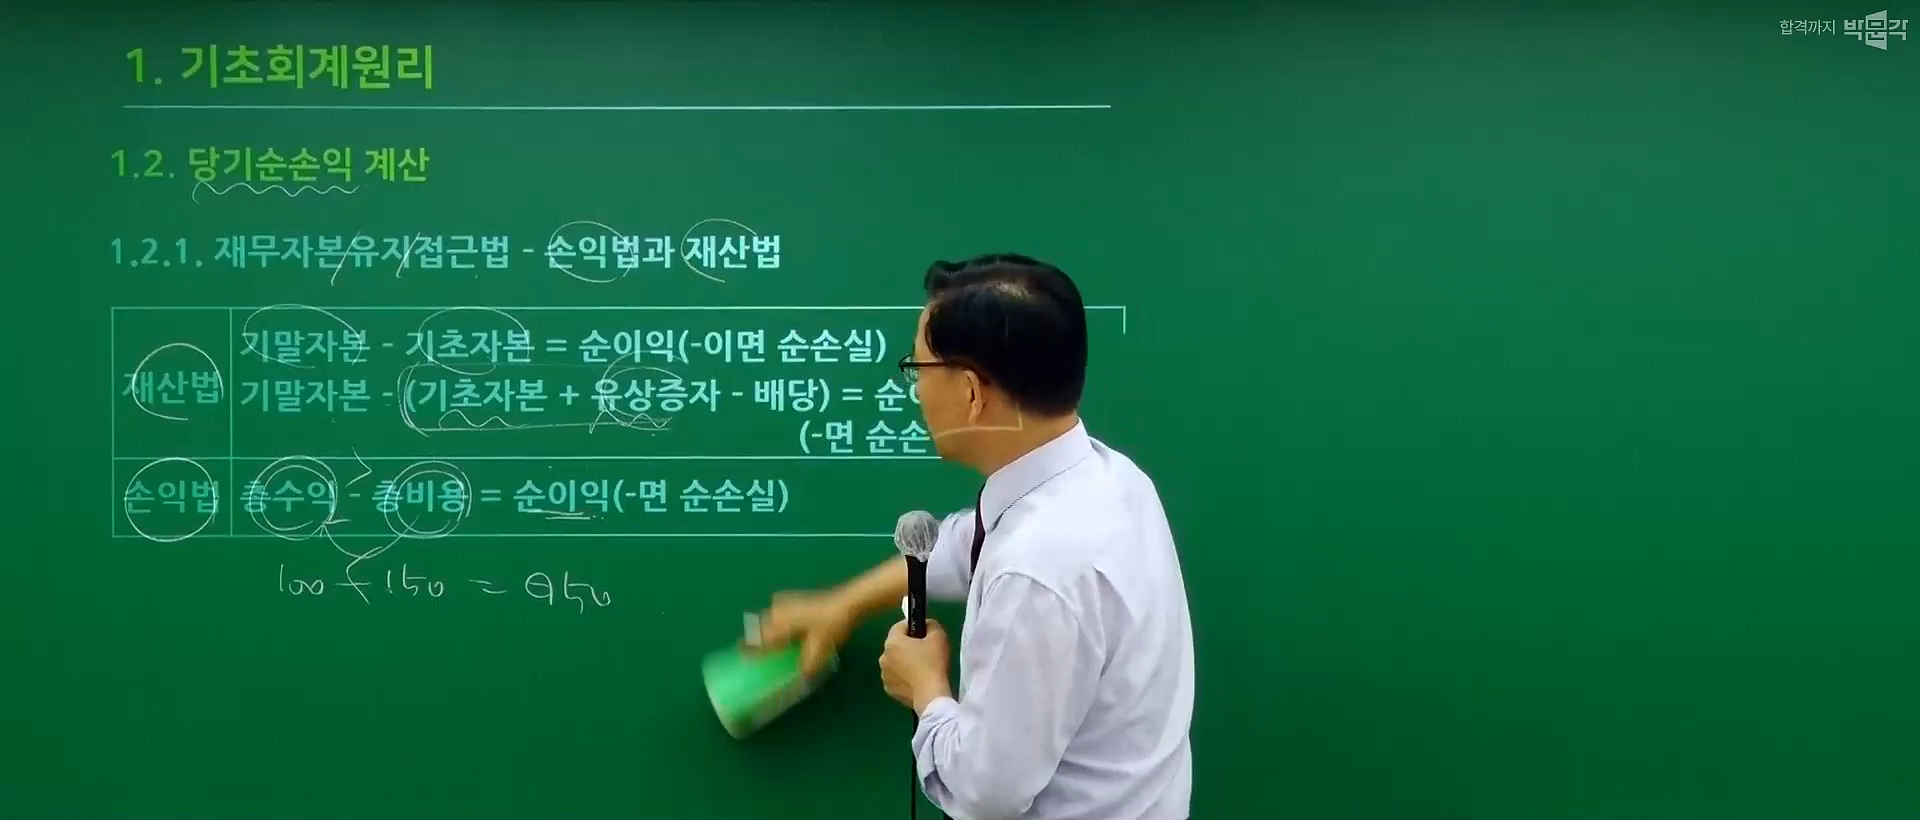 합격까지 박문각
1. 기초회계원리
1.2. 당기순손익 계산
1.2.1. 재무자본유지접근법 - 손익법과 재산법
재산법
기말자본 - 기초자본 = 순이익(-이면 순손실)
기말자본 - (기초자본 + 유상증자 - 배당) = 순
(-면 순손
손익법
총수익 - 총비용 = 순이익(-면 순손실)
100 - 150 =